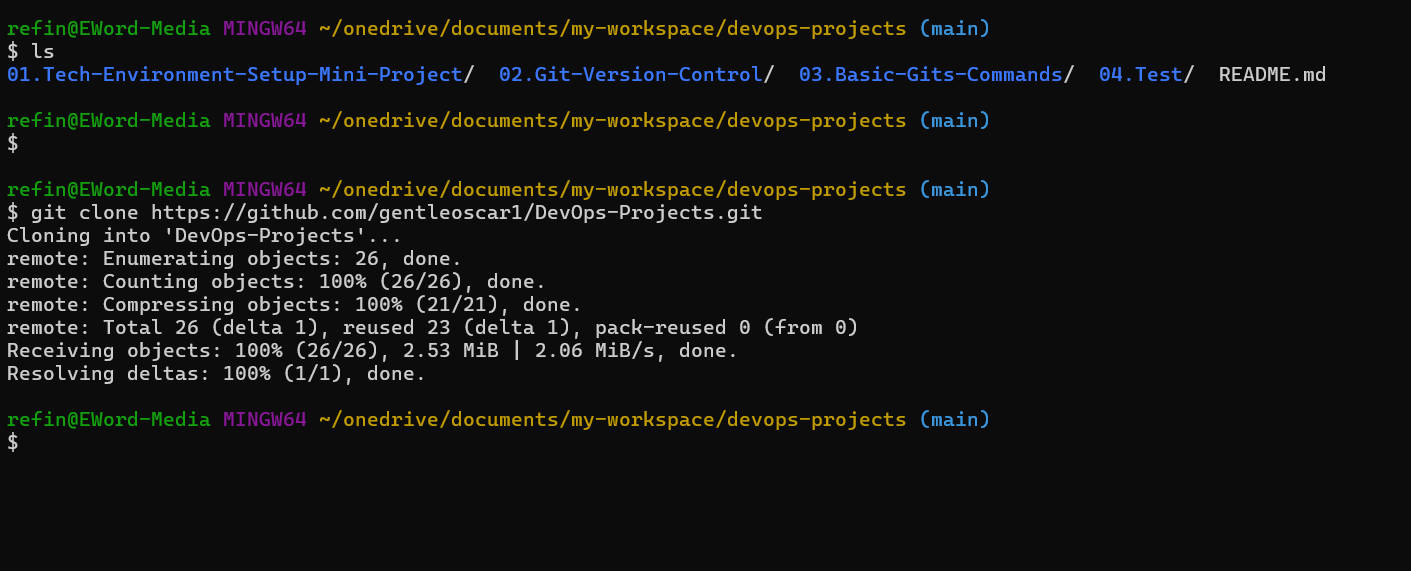 refin@EWord-Media MINGW64 ~/onedrive/documents/my-workspace/devops-projects (main)
$ ls
01.Tech-Environment-Setup-Mini-Project/  02.Git-Version-Control/  03.Basic-Gits-Commands/  04.Test/  README.md
refin@EWord-Media MINGW64 ~/onedrive/documents/my-workspace/devops-projects (main)
$
refin@EWord-Media MINGW64 ~/onedrive/documents/my-workspace/devops-projects (main)
$ git clone https://github.com/gentleoscar1/DevOps-Projects.git
Cloning into 'DevOps-Projects'...
remote: Enumerating objects: 26, done.
remote: Counting objects: 100% (26/26), done.
remote: Compressing objects: 100% (21/21), done.
remote: Total 26 (delta 1), reused 23 (delta 1), pack-reused 0 (from 0)
Receiving objects: 100% (26/26), 2.53 MiB | 2.06 MiB/s, done.
Resolving deltas: 100% (1/1), done.
refin@EWord-Media MINGW64 ~/onedrive/documents/my-workspace/devops-projects (main)
$